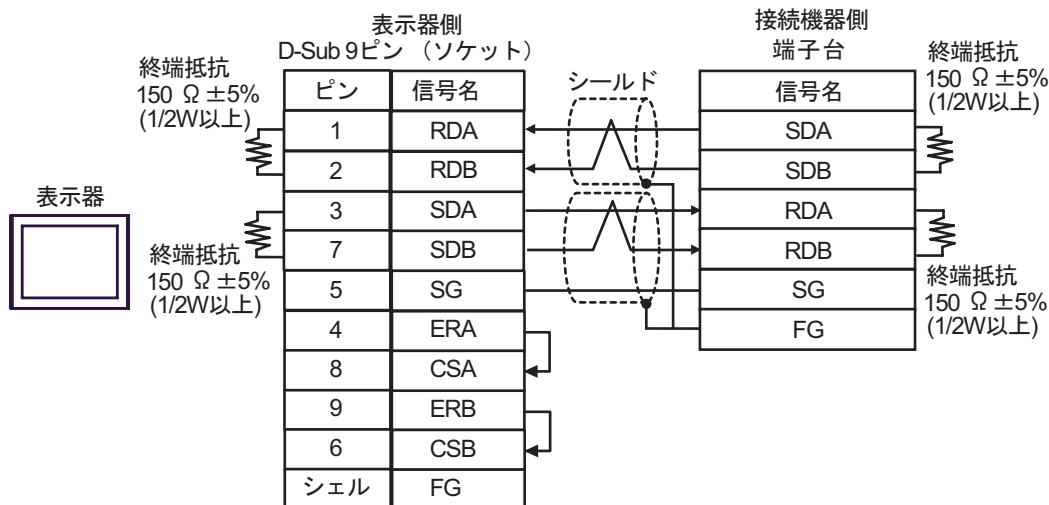 表示器側
D-Sub 9ピン （ソケット）
接続機器側
端子台
終端抵抗
150 Ω ±5%
(1/2W以上)
シールド
終端抵抗
150 Ω ±5%
(1/2W以上)
ピン 信号名
信号名
1 RDA
SDA
2 RDB
SDB
表示器
3 SDA
RDA
7 SDB
RDB
終端抵抗
150 Ω ±5%
(1/2W以上)
5 SG
SG
終端抵抗
150 Ω ±5%
(1/2W以上)
4 ERA
FG
8 CSA
9 ERB
6 CSB
シェル FG